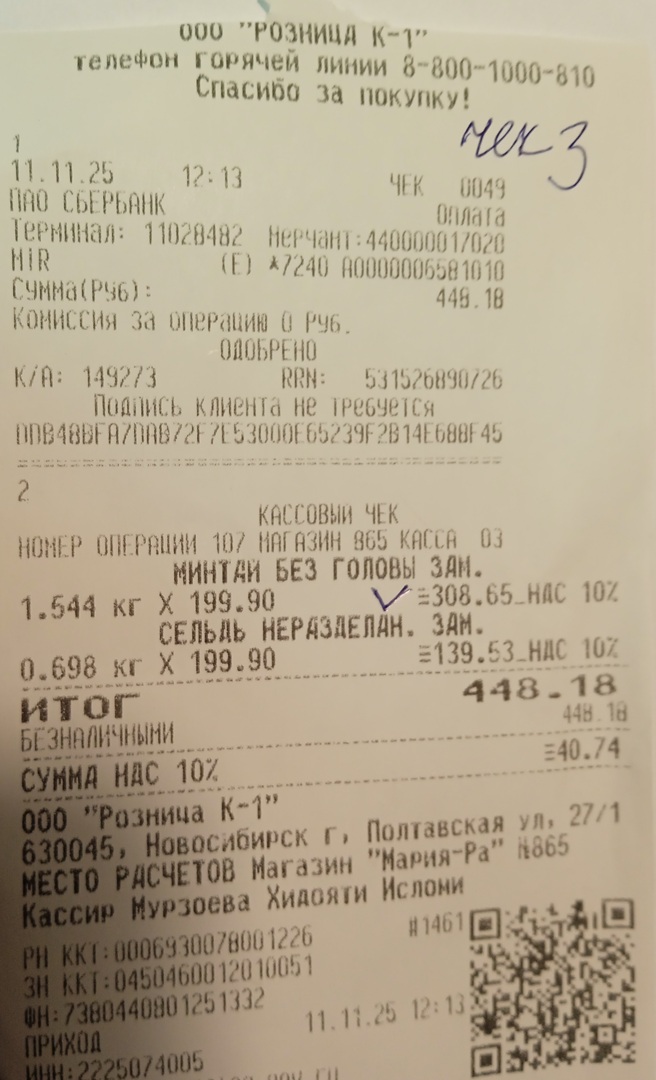 ООО "РОЗНИЦА К-1"
телефон горячей линии 8-800-1000-810
Спасибо за покупку!
чек 3
1
11.11.25 12:13 ЧЕК 0049
ПАО СБЕРБАНК Оплата
Терминал: 11028482 Мерчант:440000017020
MIR (E) *7240 A0000006581010
Сумма(Руб): 448.18
Комиссия за операцию 0 Руб.
ОДОБРЕНО
К/А: 149273 RRN: 531526890726
Подпись клиента не требуется
DDB48BFA7DAB72F7E53000E65239F2B14E688F45
2
КАССОВЫЙ ЧЕК
НОМЕР ОПЕРАЦИИ 107 МАГАЗИН 865 КАССА 03
МИНТАЙ БЕЗ ГОЛОВЫ ЗАМ.
1.544 кг X 199.90 ≡308.65_НДС 10%
СЕЛЬДЬ НЕРАЗДЕЛАН. ЗАМ.
0.698 кг X 199.90 ≡139.53_НДС 10%
ИТОГ 448.18
БЕЗНАЛИЧНЫМИ 448.18
СУММА НДС 10% ≡40.74
ООО "Розница К-1"
630045, Новосибирск г, Полтавская ул, 27/1
МЕСТО РАСЧЕТОВ Магазин "Мария-Ра" №865
Кассир Мурзоева Хидояти Исломи
РН ККТ:0006930078001226 #1461
ЗН ККТ:0450460012010051
ФН:7380440801251332
ПРИХОД 11.11.25 12:13
ИНН:2225074005